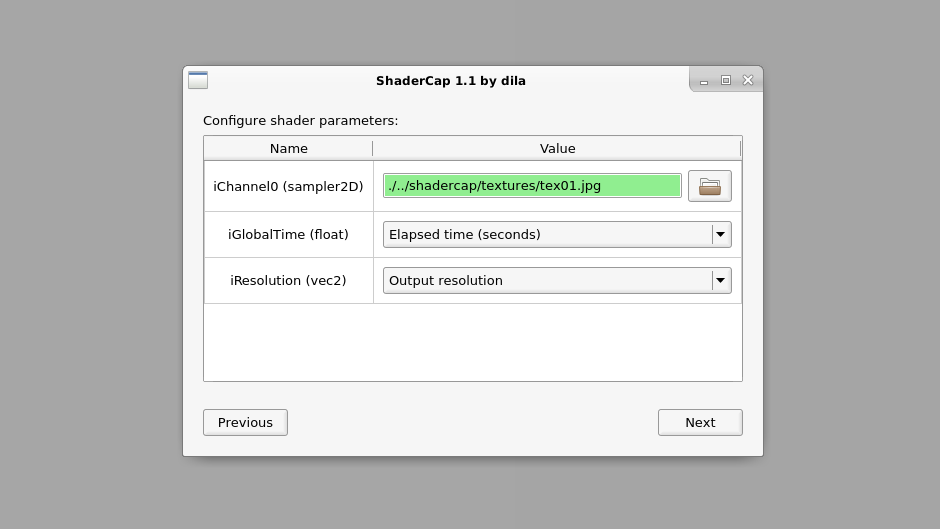 ShaderCap 1.1 by dila
Configure shader parameters:
Name Value
iChannel0 (sampler2D) ./../shadercap/textures/tex01.jpg
iGlobalTime (float) Elapsed time (seconds)
iResolution (vec2) Output resolution
Previous Next